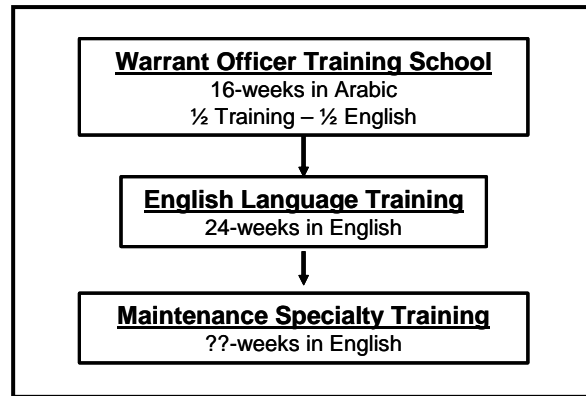 Warrant Officer Training School
16-weeks in Arabic
½ Training – ½ English
English Language Training
24-weeks in English
Maintenance Specialty Training
??-weeks in English